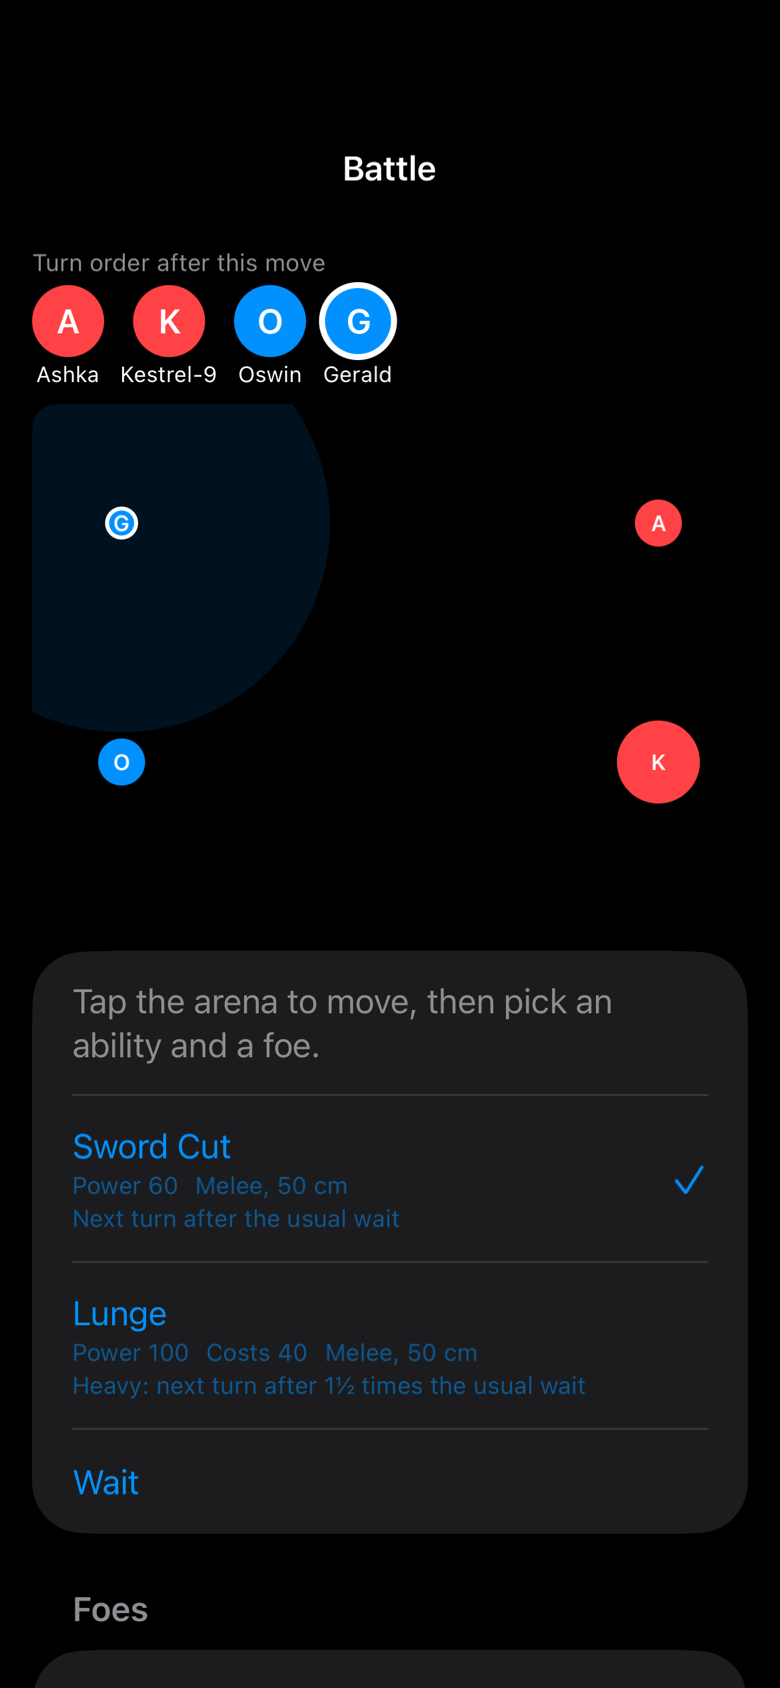 Battle
Turn order after this move
A K O G
Ashka Kestrel-9 Oswin Gerald
G A
O K
Tap the arena to move, then pick an
ability and a foe.
Sword Cut
Power 60 Melee, 50 cm
Next turn after the usual wait
Lunge
Power 100 Costs 40 Melee, 50 cm
Heavy: next turn after 1½ times the usual wait
Wait
Foes